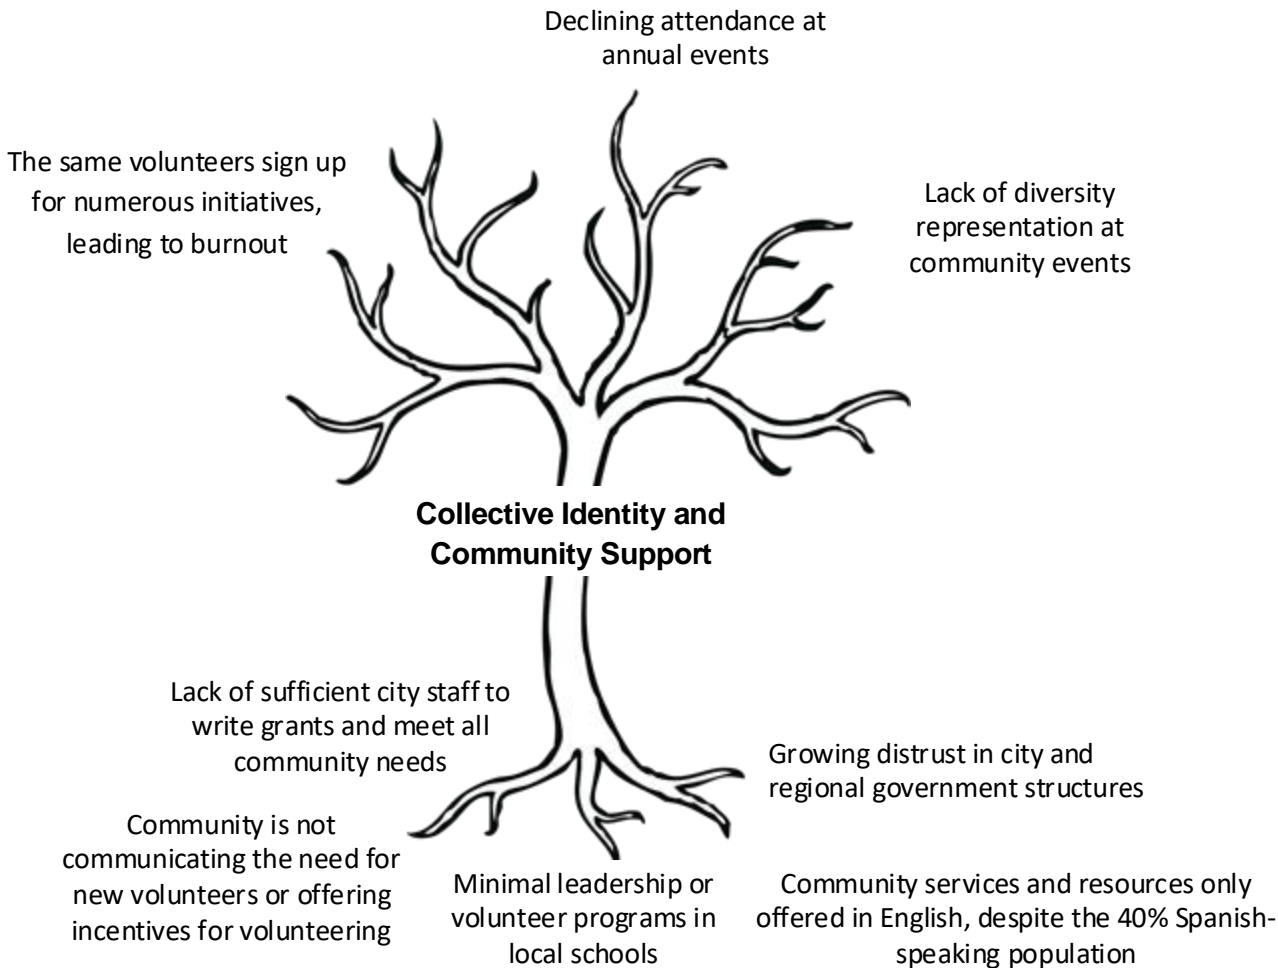 Declining attendance at
annual events
The same volunteers sign up
for numerous initiatives,
leading to burnout
Lack of diversity
representation at
community events
Collective Identity and
Community Support
Lack of sufficient city staff to
write grants and meet all
community needs
Growing distrust in city and
regional government structures
Community is not
communicating the need for
new volunteers or offering
incentives for volunteering
Minimal leadership or
volunteer programs in
local schools
Community services and resources only
offered in English, despite the 40% Spanish-
speaking population